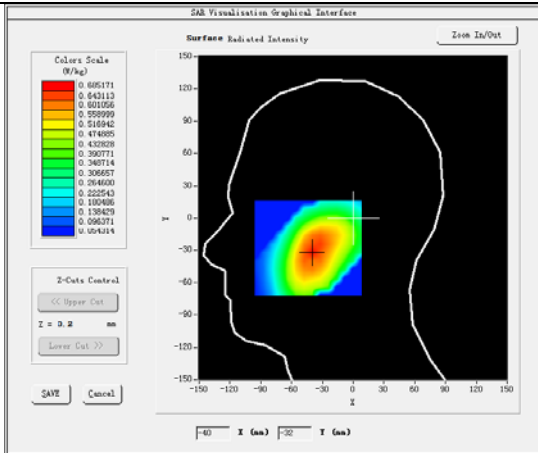 SAR Visualisation Graphical Interface
Surface Radiated Intensity
Zoom In/Out
Colors Scale
(W/kg)
0.685171
0.643113
0.601056
0.558999
0.516942
0.474885
0.432828
0.390771
0.348714
0.306657
0.264600
0.222543
0.180486
0.138429
0.096371
0.054314
Z-Cuts Control
<< Upper Cut
Z = 0.2 mm
Lower Cut >>
SAVE
Cancel
150-
120-
90-
60-
30-
0-
-30-
-60-
-90-
-120-
-150-
Y
-150 -120 -90 -60 -30 0 30 60 90 120 150
X
-40 X (mm) -32 Y (mm)